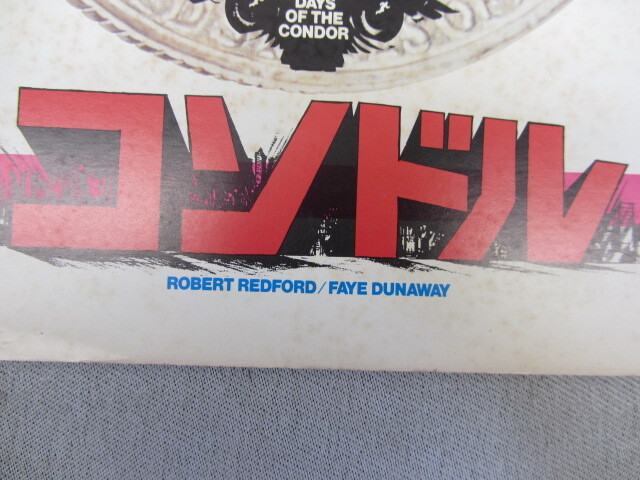 DAYS
OF THE
CONDOR
コンドル
ROBERT REDFORD/FAYE DUNAWAY